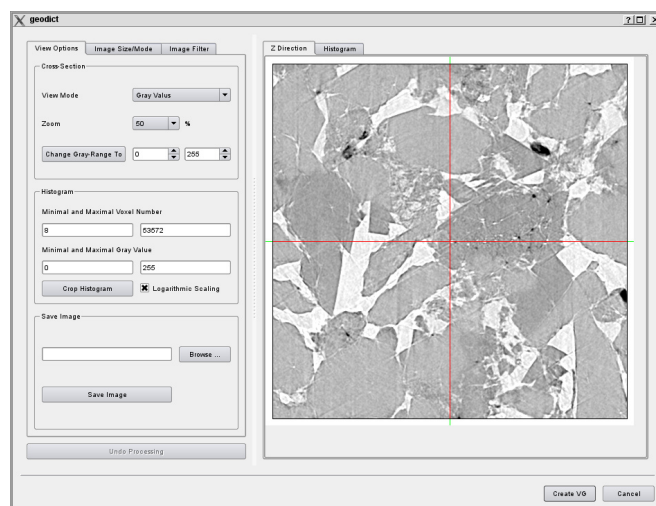 geodict
View Options
Image Size/Mode
Image Filter
Cross-Section
View Mode
Gray Valus
Zoom
50
%
Change Gray-Range To
0
255
Histogram
Minimal and Maximal Voxel Number
8
53572
Minimal and Maximal Gray Value
0
255
Crop Histogram
Logarithmic Scaling
Save Image
Browse ...
Save Image
Undo Processing
Z Direction
Histogram
Create VG
Cancel